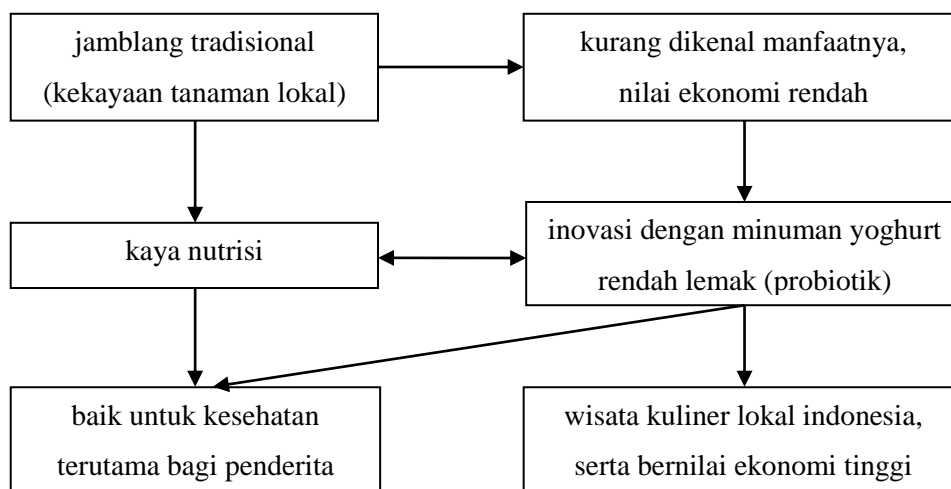 jamblang tradisional
(kekayaan tanaman lokal)
kurang dikenal manfaatnya,
nilai ekonomi rendah
kaya nutrisi
inovasi dengan minuman yoghurt
rendah lemak (probiotik)
baik untuk kesehatan
terutama bagi penderita
wisata kuliner lokal indonesia,
serta bernilai ekonomi tinggi